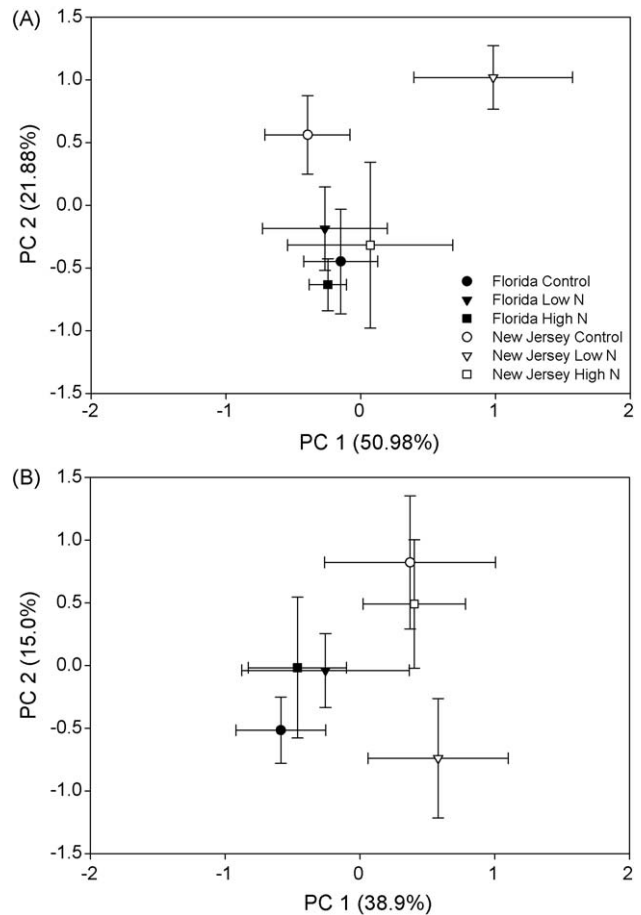 (A)
1.5
1.0
0.5
0.0
-0.5
-1.0
-1.5
PC 2 (21.88%)
Florida Control
Florida Low N
Florida High N
New Jersey Control
New Jersey Low N
New Jersey High N
-2 -1 0 1 2
PC 1 (50.98%)
(B)
1.5
1.0
0.5
0.0
-0.5
-1.0
-1.5
PC 2 (15.0%)
-2 -1 0 1 2
PC 1 (38.9%)